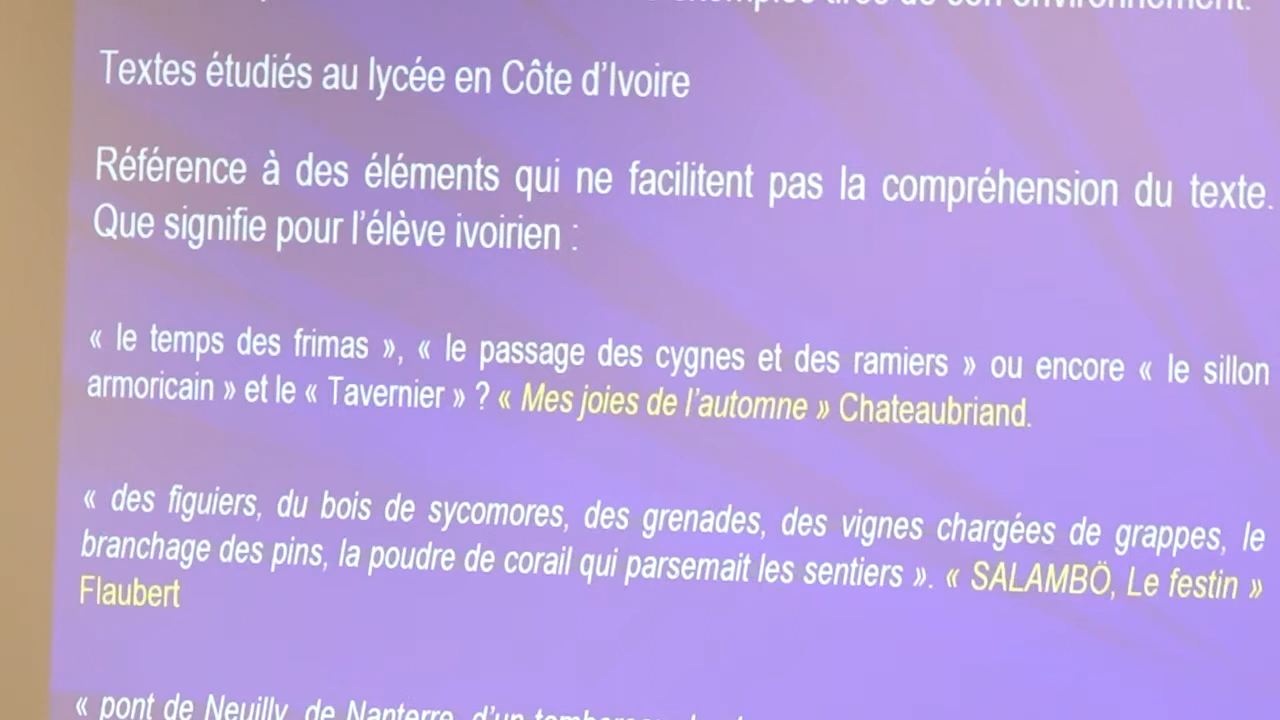 son environnement.
Textes étudiés au lycée en Côte d’Ivoire
Référence à des éléments qui ne facilitent pas la compréhension du texte.
Que signifie pour l’élève ivoirien :
« le temps des frimas », « le passage des cygnes et des ramiers » ou encore « le sillon
armoricain » et le « Tavernier » ? « Mes joies de l’automne » Chateaubriand.
« des figuiers, du bois de sycomores, des grenades, des vignes chargées de grappes, le
branchage des pins, la poudre de corail qui parsemait les sentiers ». « SALAMBÖ, Le festin »
Flaubert
« pont de Neuilly, de Nanterre, d’un